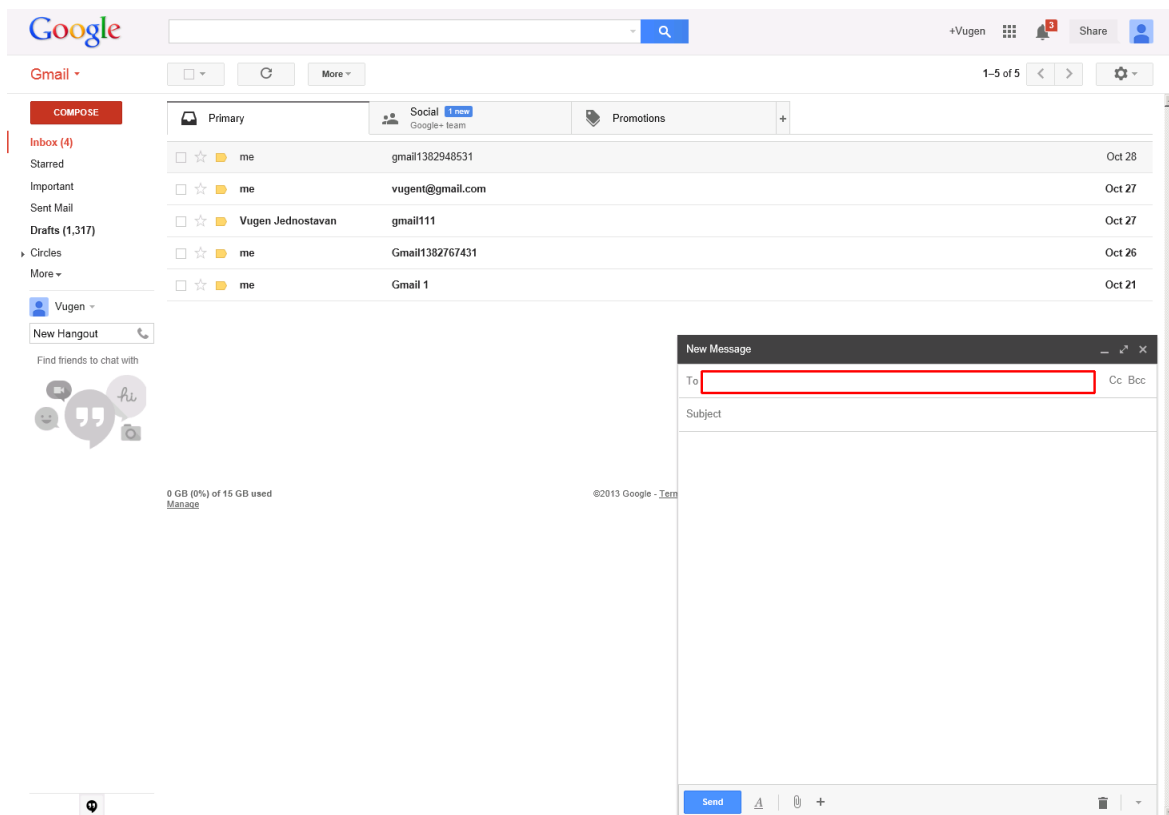 Google
+Vugen
3
Share
Gmail
More
1–5 of 5
COMPOSE
Inbox (4)
Starred
Important
Sent Mail
Drafts (1,317)
Circles
More
Vugen
New Hangout
Find friends to chat with
hi
Primary
Social 1 new
Google+ team
Promotions
+
me gmail1382948531 Oct 28
me vugent@gmail.com Oct 27
Vugen Jednostavan gmail111 Oct 27
me Gmail1382767431 Oct 26
me Gmail 1 Oct 21
0 GB (0%) of 15 GB used
Manage
©2013 Google - Term
New Message
To Cc Bcc
Subject
Send A +